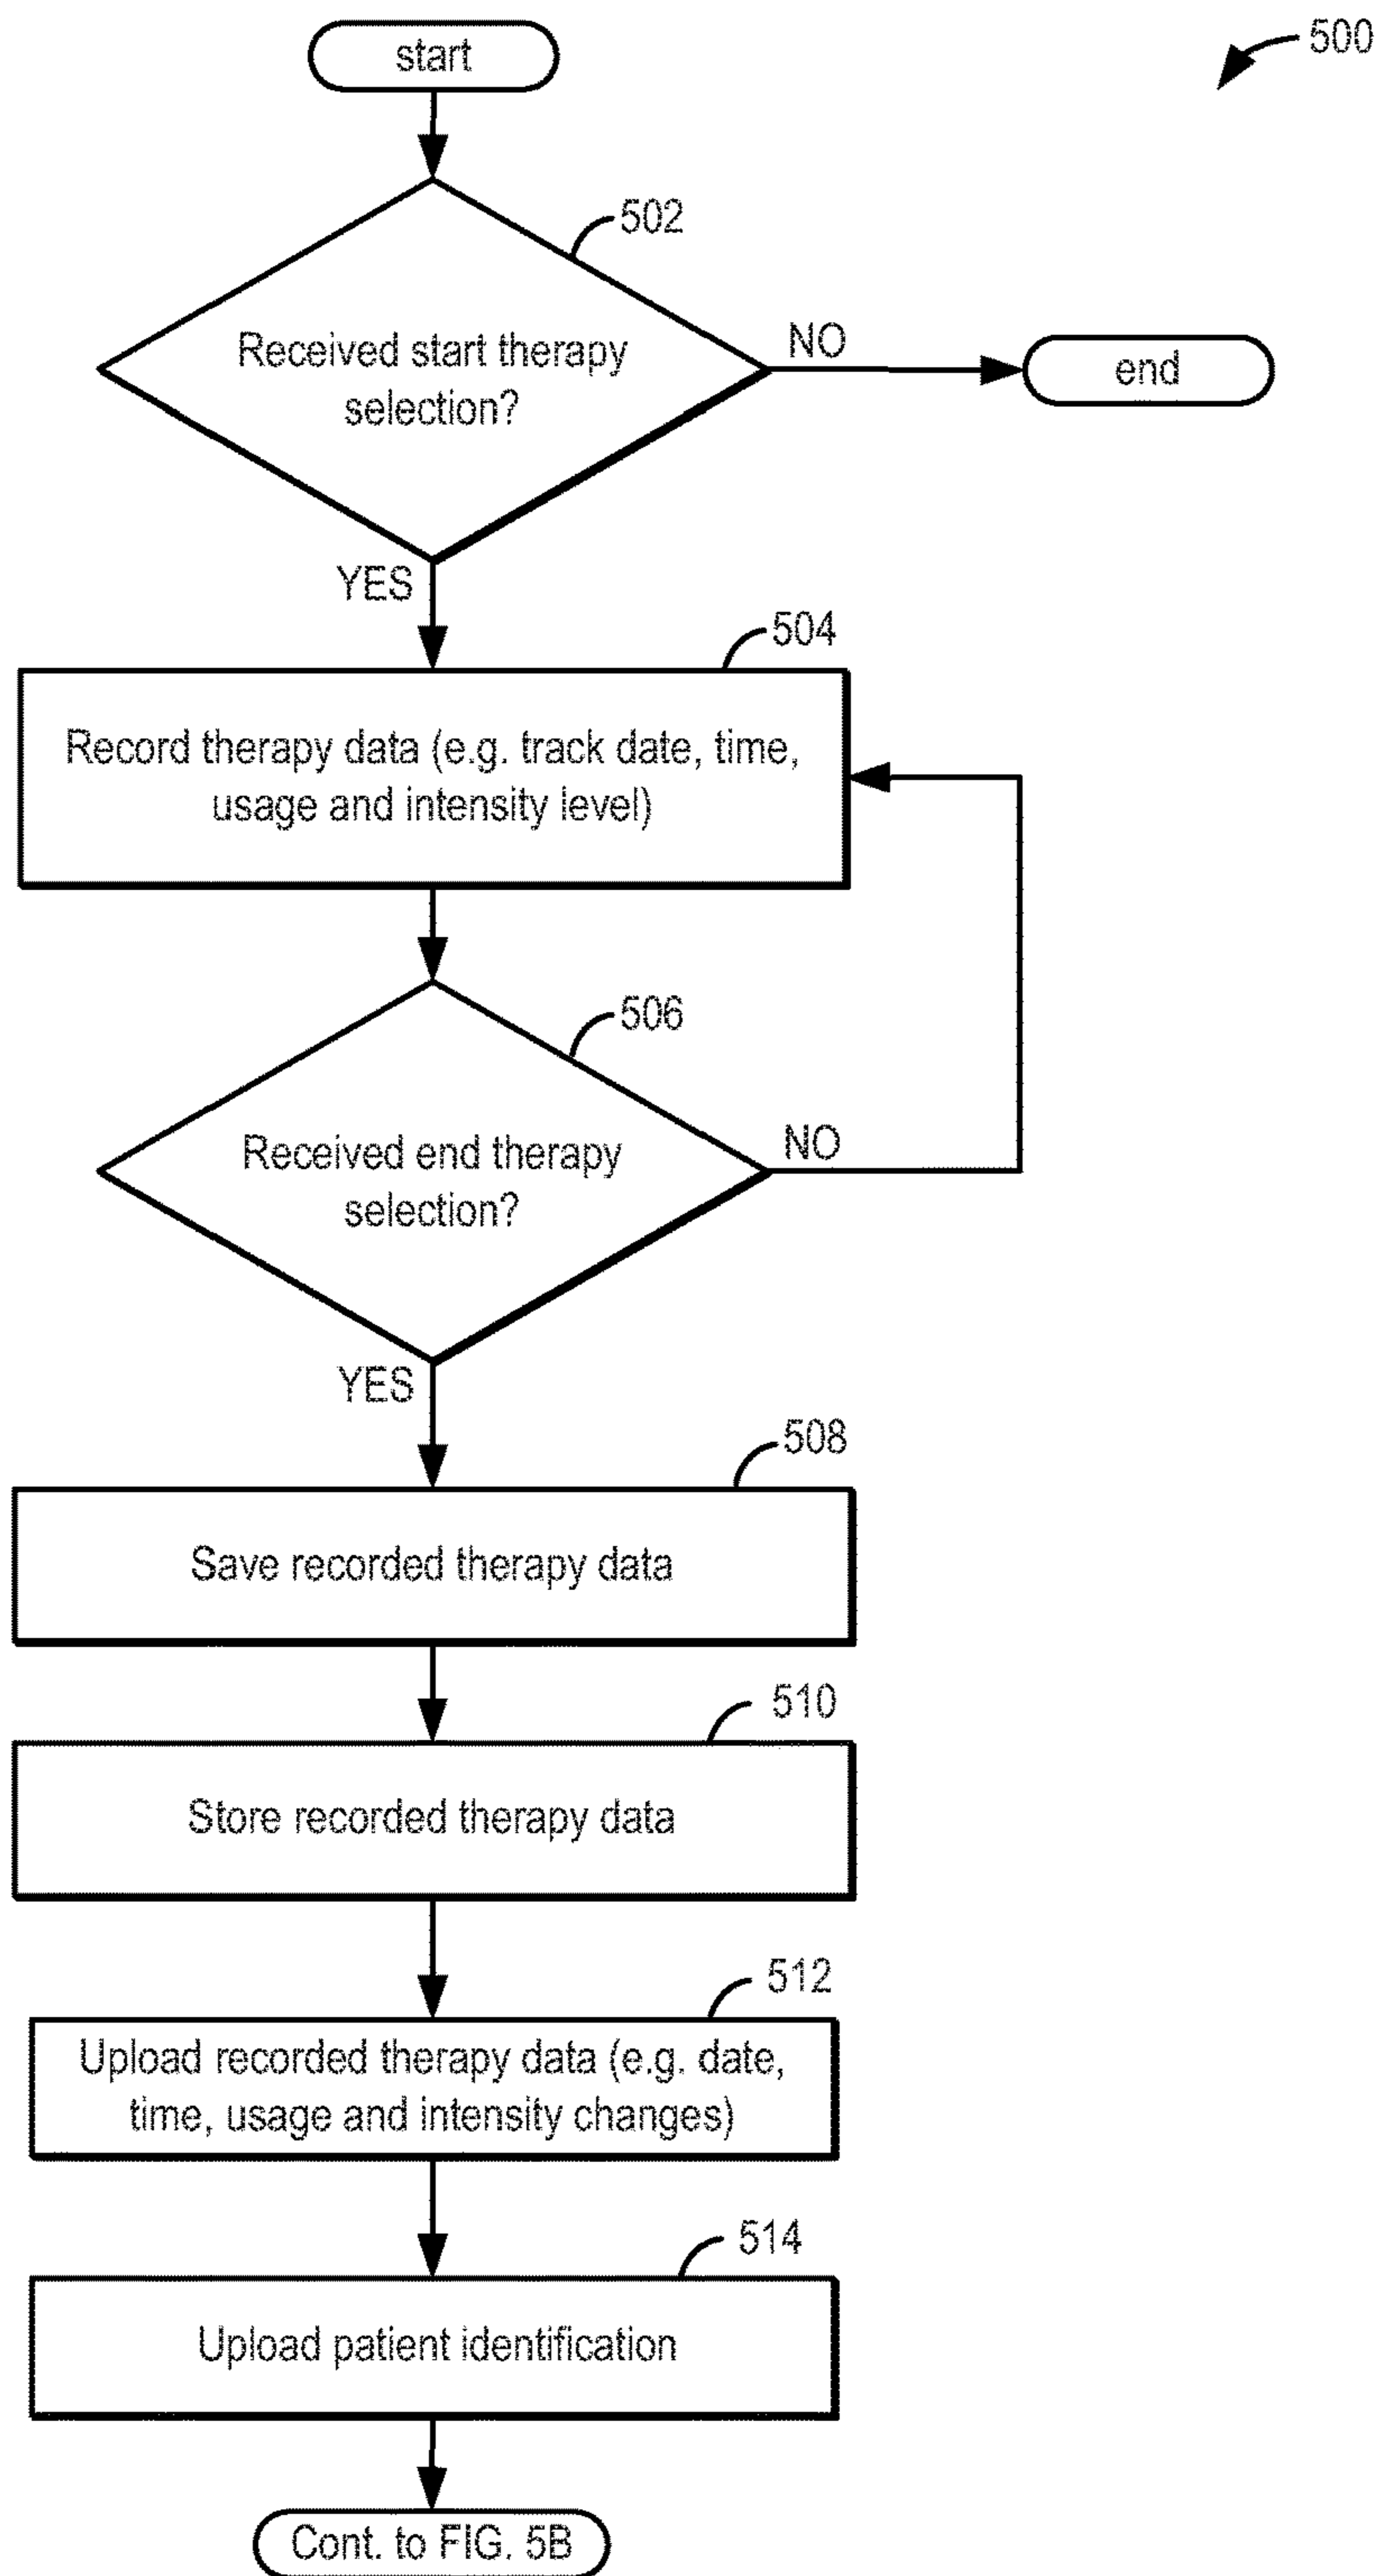 start
500
502
Received start therapy
selection?
NO
end
YES
504
Record therapy data (e.g. track date, time,
usage and intensity level)
506
Received end therapy
selection?
NO
YES
508
Save recorded therapy data
510
Store recorded therapy data
512
Upload recorded therapy data (e.g. date,
time, usage and intensity changes)
514
Upload patient identification
Cont. to FIG. 5B